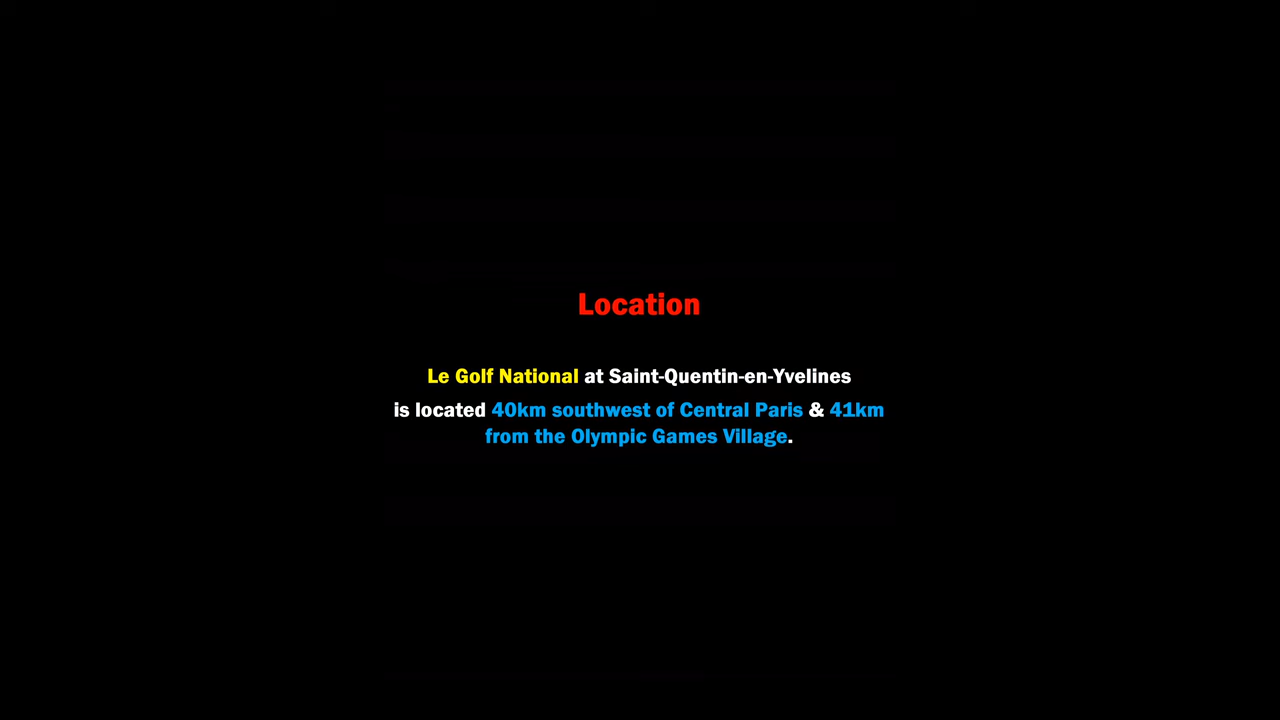 Location
Le Golf National at Saint-Quentin-en-Yvelines
is located 40km southwest of Central Paris & 41km
from the Olympic Games Village.